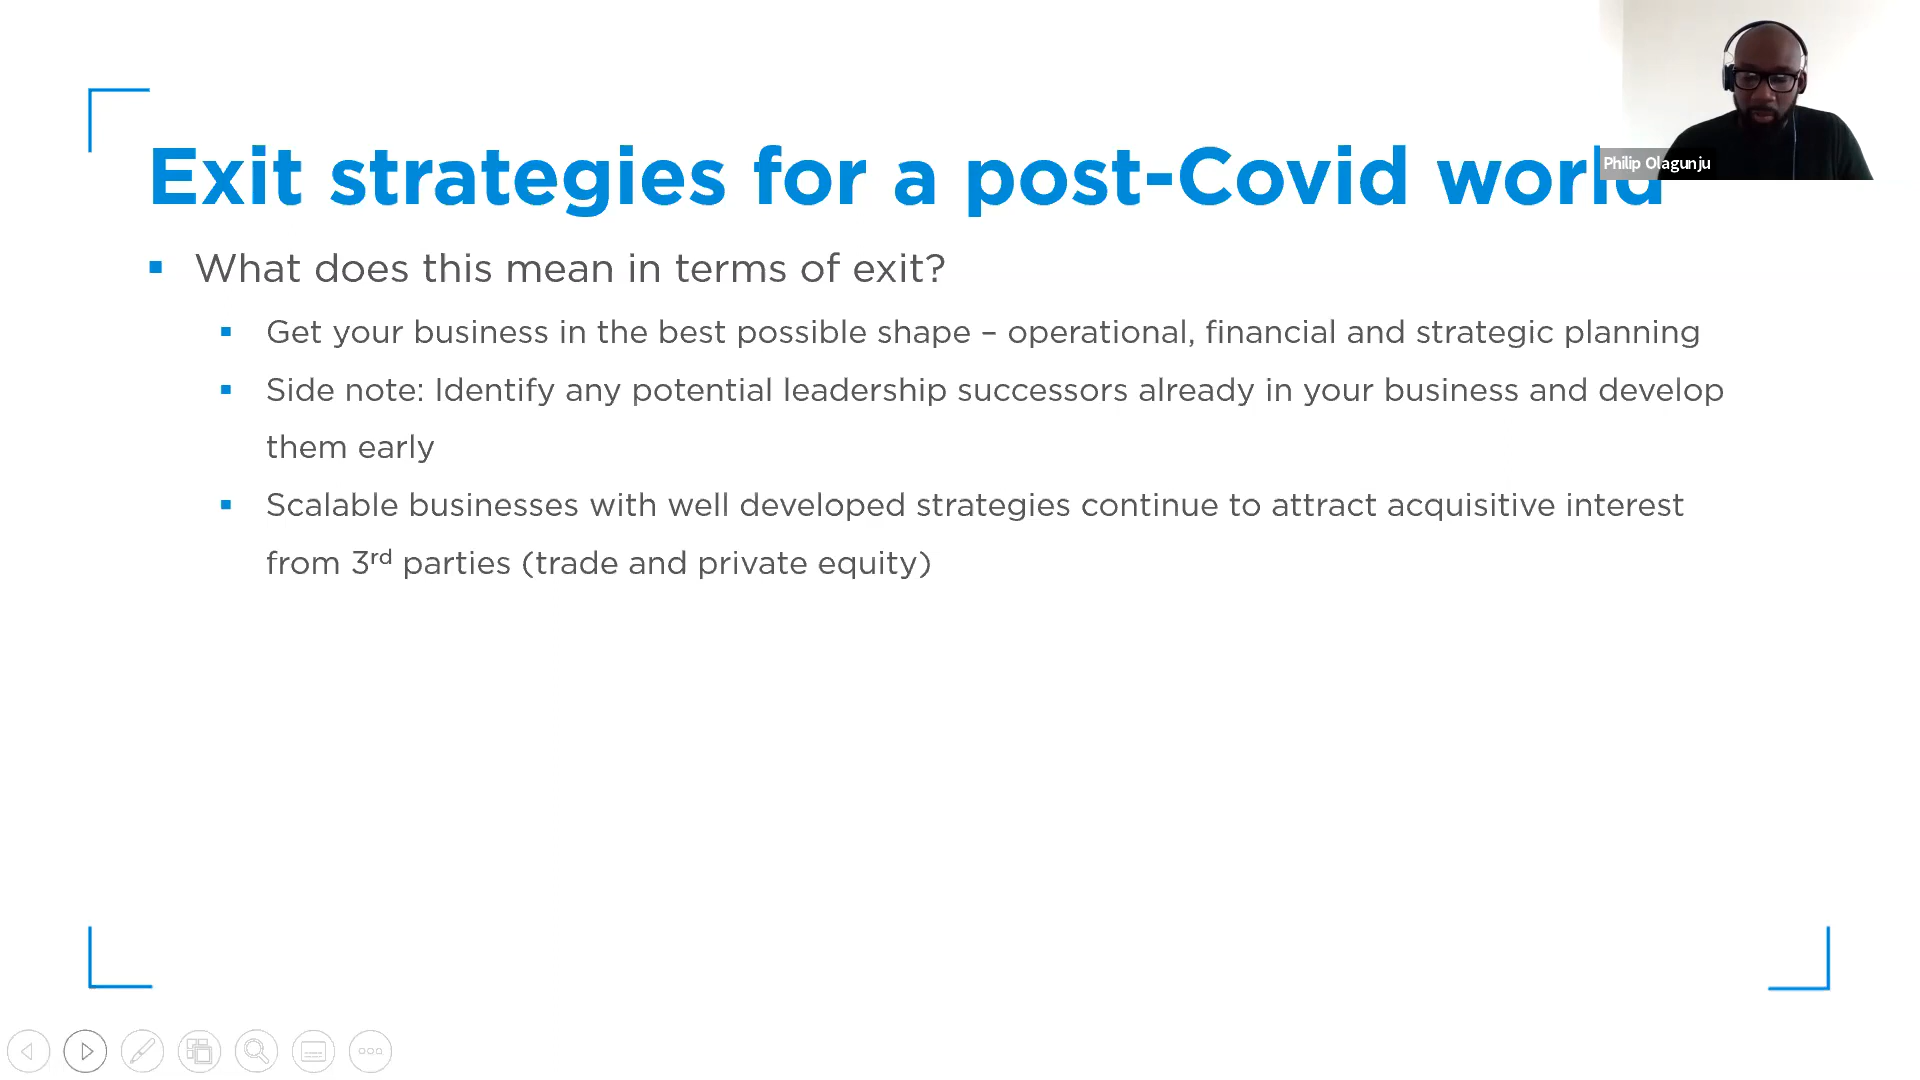 Exit strategies for a post-Covid world
Philip Olagunju
What does this mean in terms of exit?
Get your business in the best possible shape – operational, financial and strategic planning
Side note: Identify any potential leadership successors already in your business and develop
them early
Scalable businesses with well developed strategies continue to attract acquisitive interest
from 3rd parties (trade and private equity)